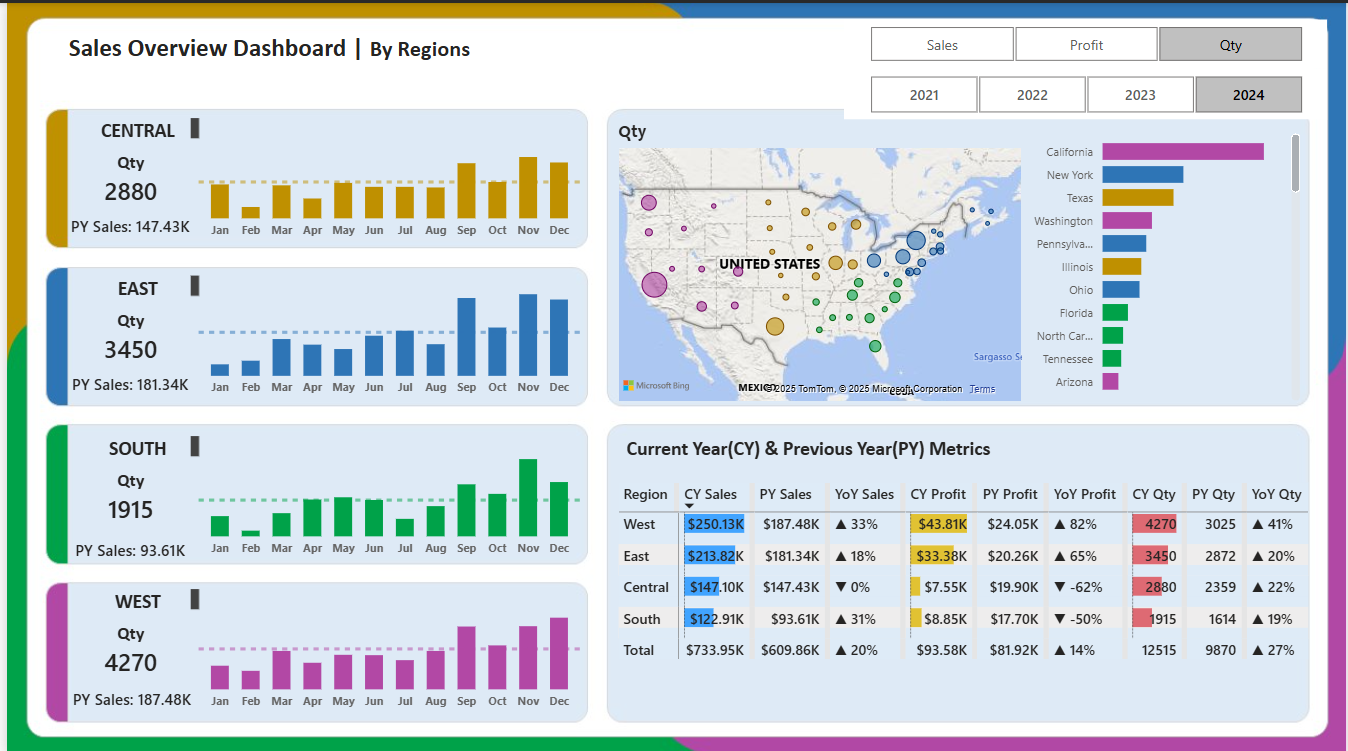 Sales Overview Dashboard | By Regions
Sales Profit Qty
2021 2022 2023 2024
CENTRAL
Qty
2880
PY Sales: 147.43K
Jan Feb Mar Apr May Jun Jul Aug Sep Oct Nov Dec
EAST
Qty
3450
PY Sales: 181.34K
Jan Feb Mar Apr May Jun Jul Aug Sep Oct Nov Dec
SOUTH
Qty
1915
PY Sales: 93.61K
Jan Feb Mar Apr May Jun Jul Aug Sep Oct Nov Dec
WEST
Qty
4270
PY Sales: 187.48K
Jan Feb Mar Apr May Jun Jul Aug Sep Oct Nov Dec
Qty
UNITED STATES
Sargasso Se
Microsoft Bing
MEXICO
© 2025 TomTom, © 2025 Microsoft Corporation Terms
CUBA
California
New York
Texas
Washington
Pennsylva...
Illinois
Ohio
Florida
North Car...
Tennessee
Arizona
Current Year(CY) & Previous Year(PY) Metrics
Region CY Sales PY Sales YoY Sales CY Profit PY Profit YoY Profit CY Qty PY Qty YoY Qty
West $250.13K $187.48K ▲ 33% $43.81K $24.05K ▲ 82% 4270 3025 ▲ 41%
East $213.82K $181.34K ▲ 18% $33.38K $20.26K ▲ 65% 3450 2872 ▲ 20%
Central $147.10K $147.43K ▼ 0% $7.55K $19.90K ▼ -62% 2880 2359 ▲ 22%
South $122.91K $93.61K ▲ 31% $8.85K $17.70K ▼ -50% 1915 1614 ▲ 19%
Total $733.95K $609.86K ▲ 20% $93.58K $81.92K ▲ 14% 12515 9870 ▲ 27%